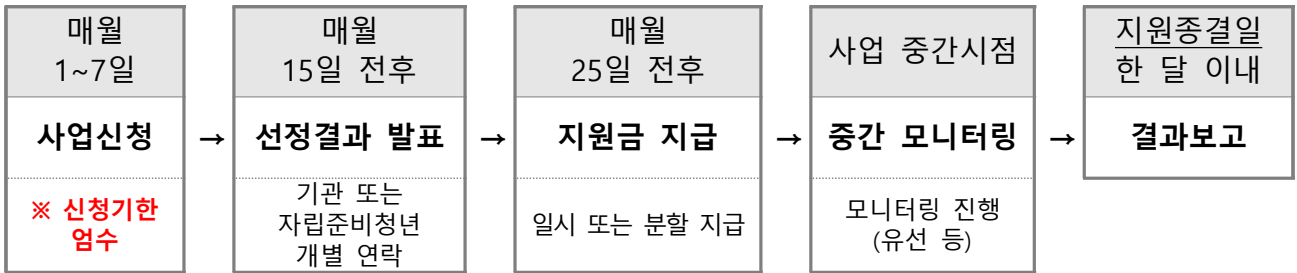 매월
1~7일
사업신청
※ 신청기한
엄수
→
매월
15일 전후
선정결과 발표
기관 또는
자립준비청년
개별 연락
→
매월
25일 전후
지원금 지급
일시 또는 분할 지급
→
사업 중간시점
중간 모니터링
모니터링 진행
(유선 등)
→
지원종결일
한 달 이내
결과보고